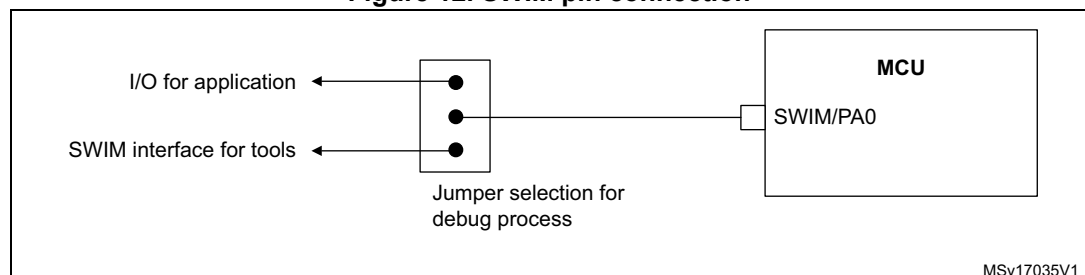 Figure 12. SWIM pin connection
MCU
I/O for application
SWIM/PA0
SWIM interface for tools
Jumper selection for
debug process
MSv17035V1